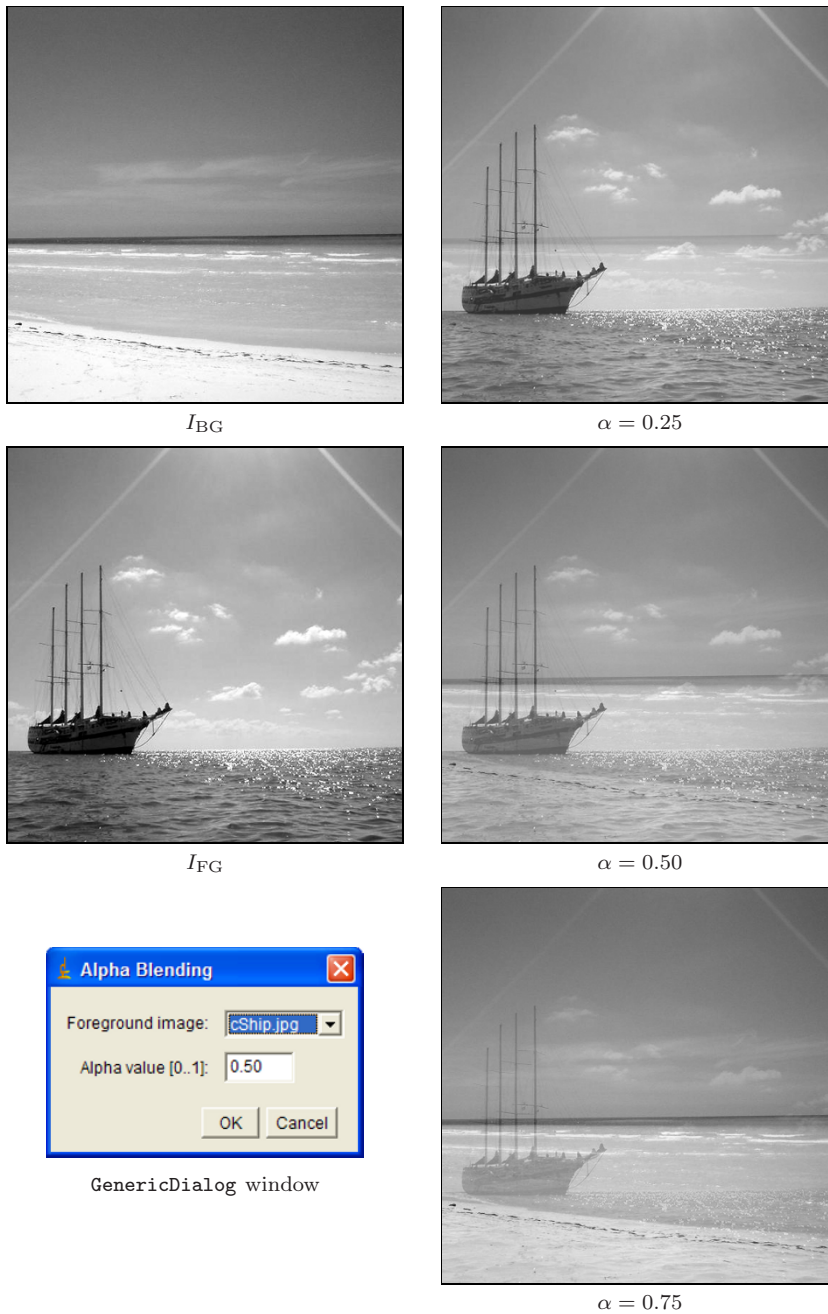 I_BG
α = 0.25
I_FG
α = 0.50
Alpha Blending
Foreground image: cShip.jpg
Alpha value [0..1]: 0.50
OK Cancel
GenericDialog window
α = 0.75